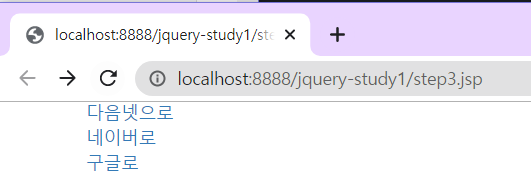 localhost:8888/jquery-study1/ste
localhost:8888/jquery-study1/step3.jsp
다음넷으로
네이버로
구글로